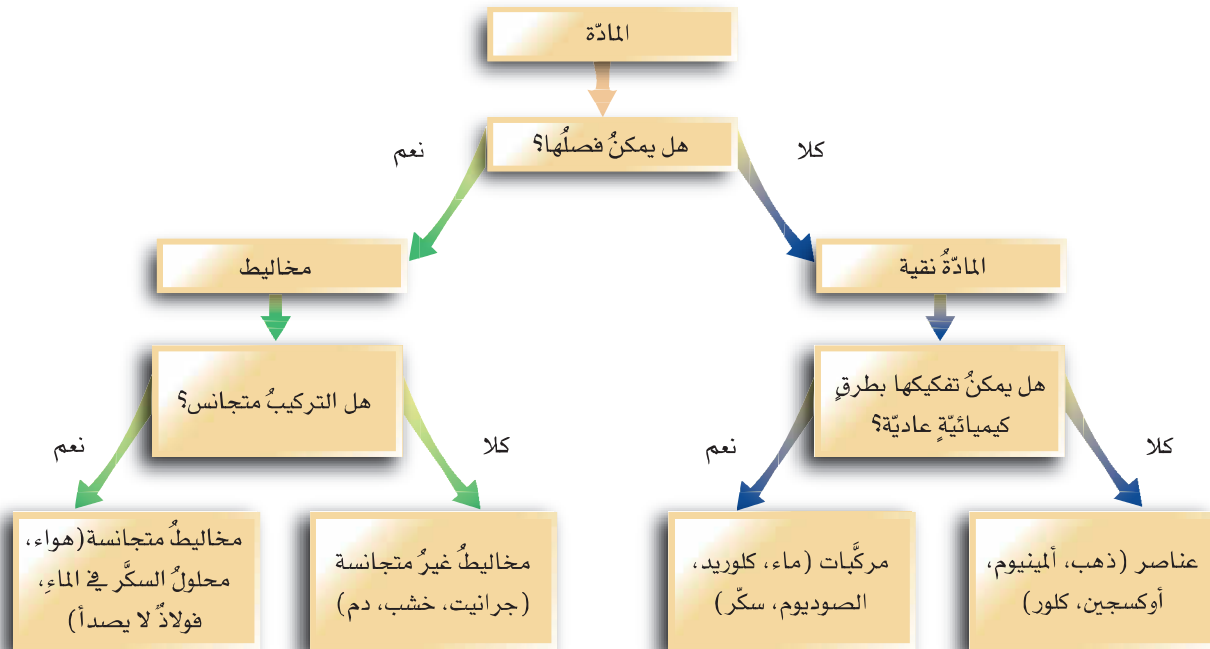 المادّة
هل يمكنُ فصلُها؟
كلا
نعم
المادّةُ نقية
مخاليط
هل يمكنُ تفكيكها بطرقٍ
كيميائيّةٍ عاديّة؟
هل التركيبُ متجانس؟
كلا
نعم
كلا
نعم
عناصر (ذهب، ألمينيوم،
أوكسجين، كلور)
مركَّبات (ماء، كلوريد،
الصوديوم، سكّر)
مخاليطُ غيرُ متجانسة
(جرانيت، خشب، دم)
مخاليطُ متجانسة (هواء،
محلولُ السكَّر في الماءِ،
فولاذٌ لا يصدأ)